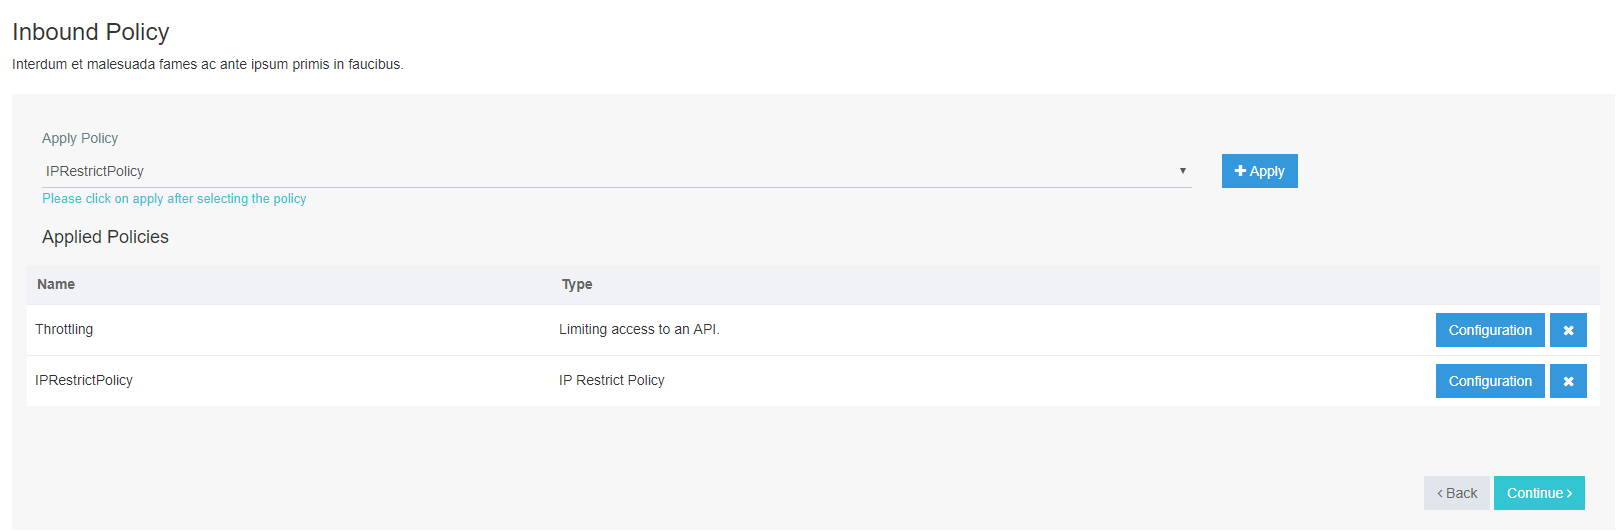 Inbound Policy
Interdum et malesuada fames ac ante ipsum primis in faucibus.
Apply Policy
IPRestrictPolicy
Apply
Please click on apply after selecting the policy
Applied Policies
Name Type
Throttling Limiting access to an API. Configuration
IPRestrictPolicy IP Restrict Policy Configuration
Back Continue